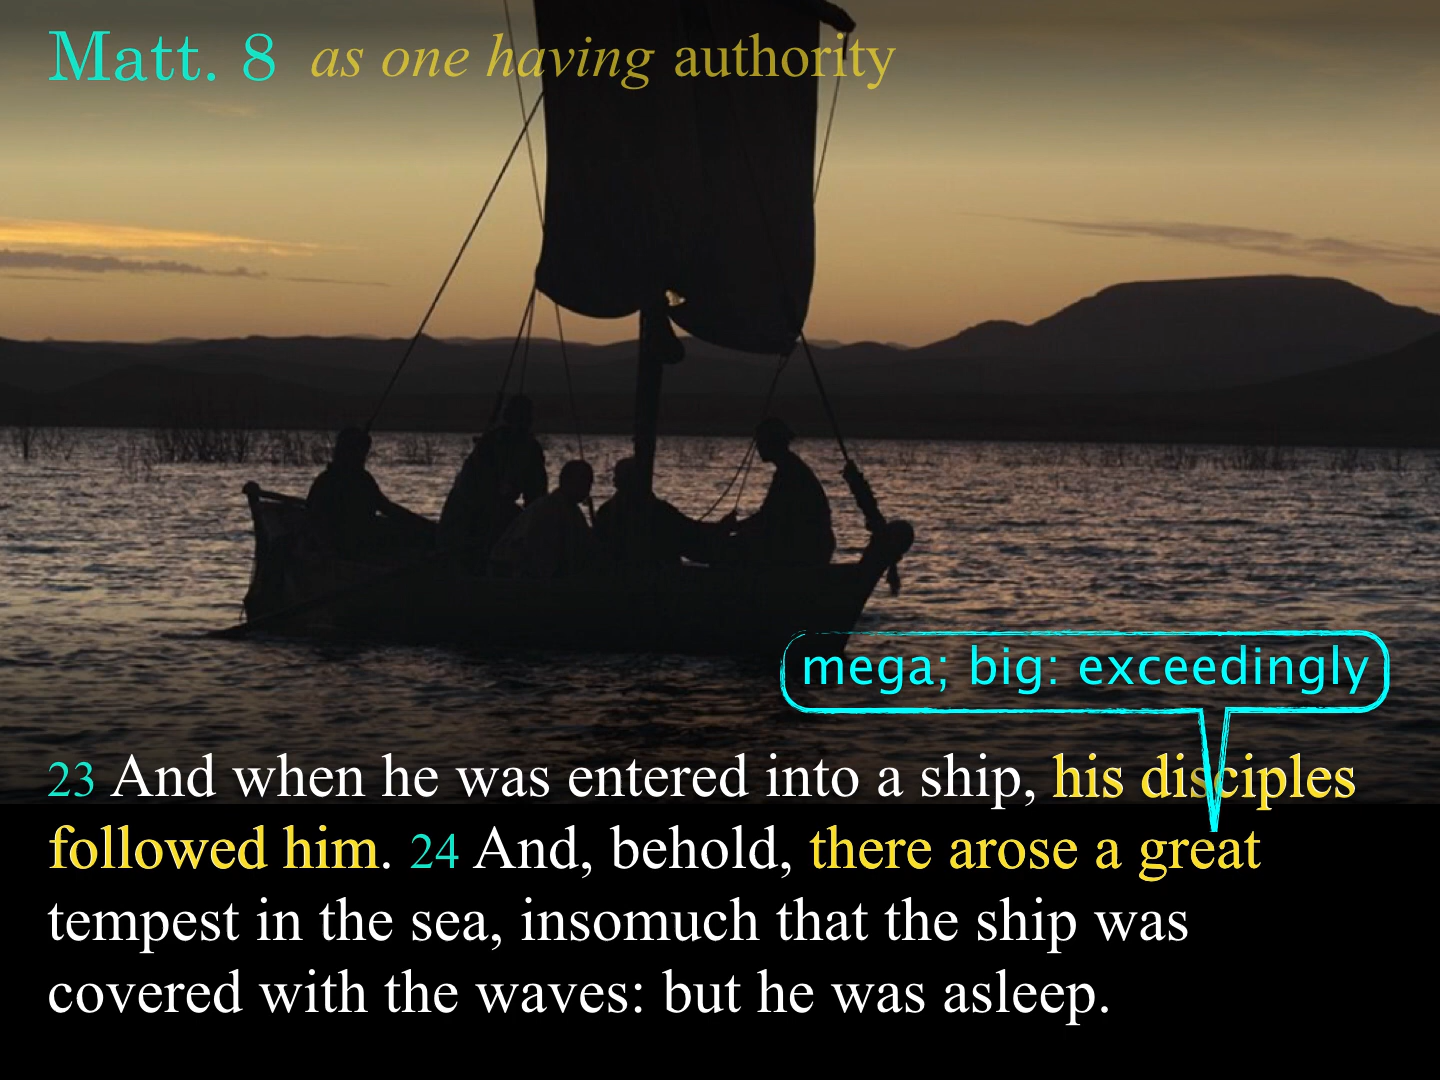 Matt. 8 as one having authority
mega; big: exceedingly
23 And when he was entered into a ship, his disciples
followed him. 24 And, behold, there arose a great
tempest in the sea, insomuch that the ship was
covered with the waves: but he was asleep.